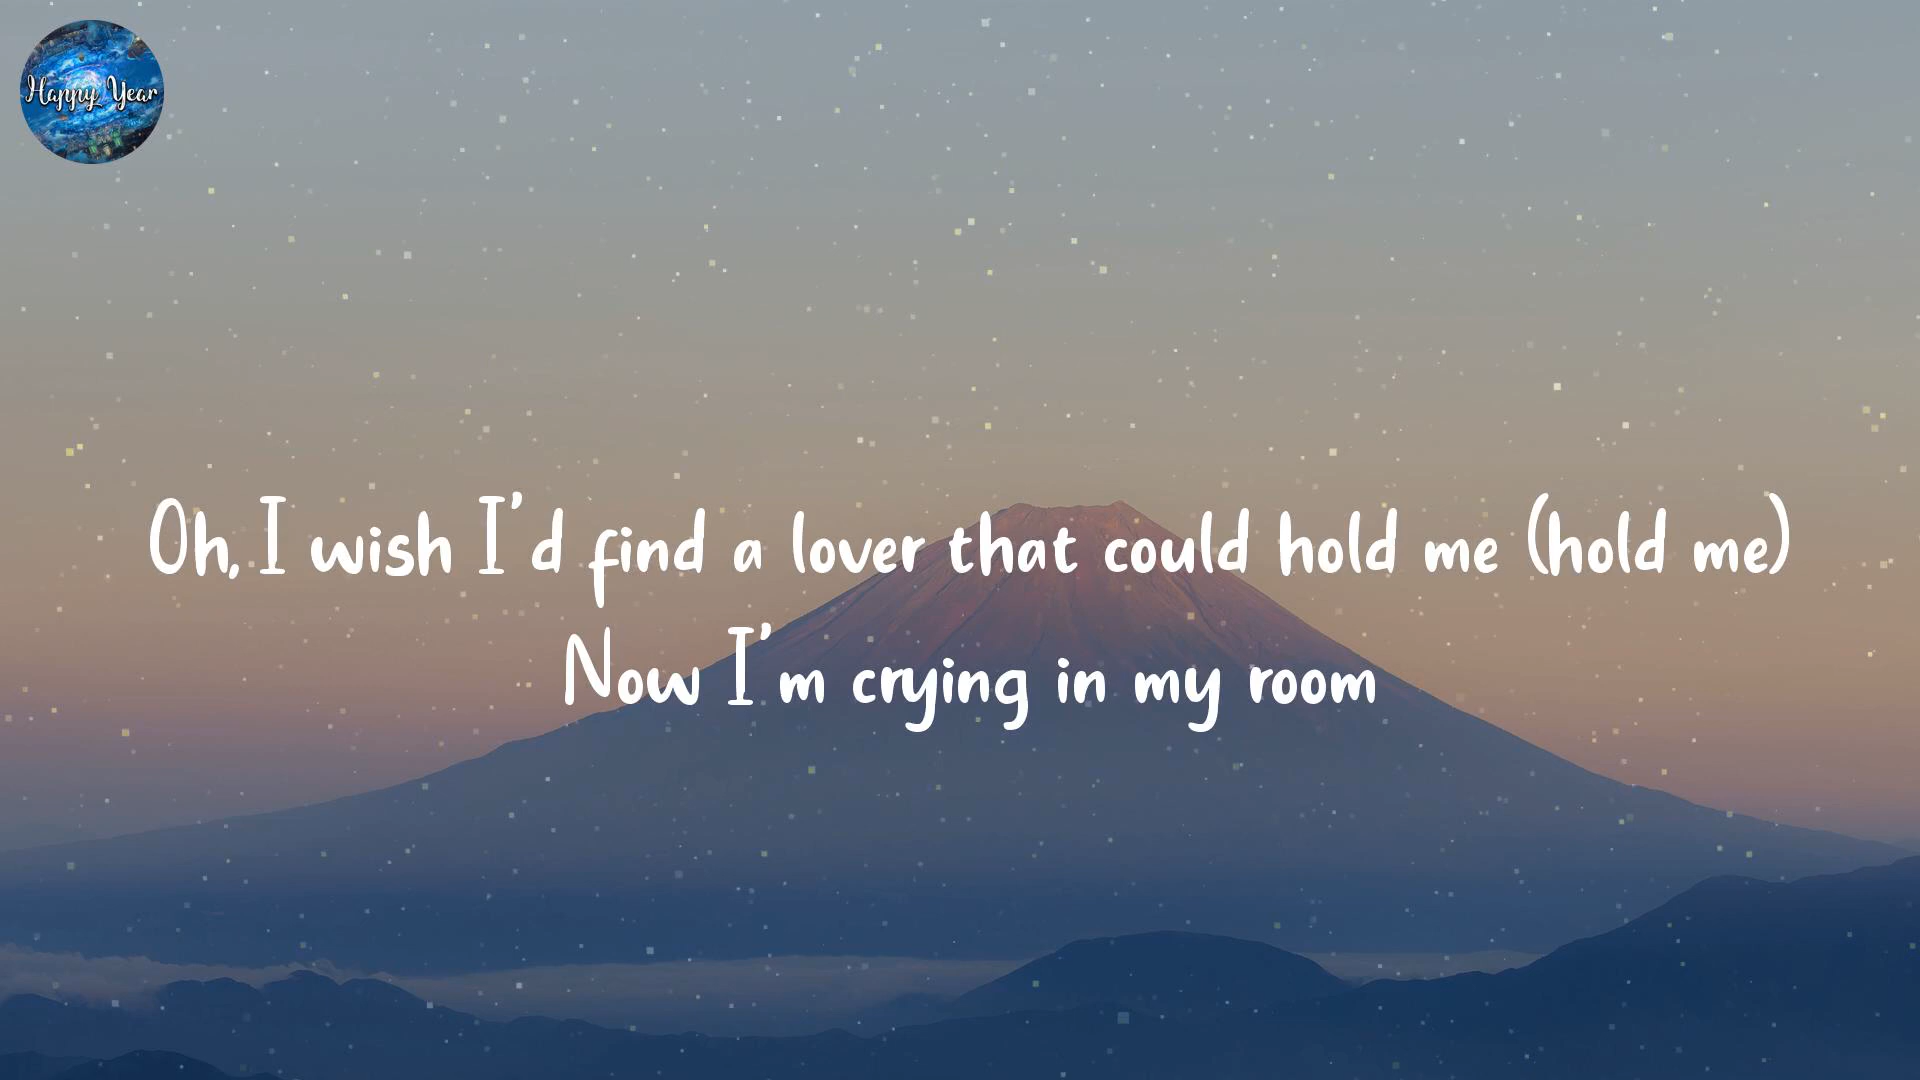 Happy Year
Oh, I wish I'd find a lover that could hold me (hold me)
Now I'm crying in my room